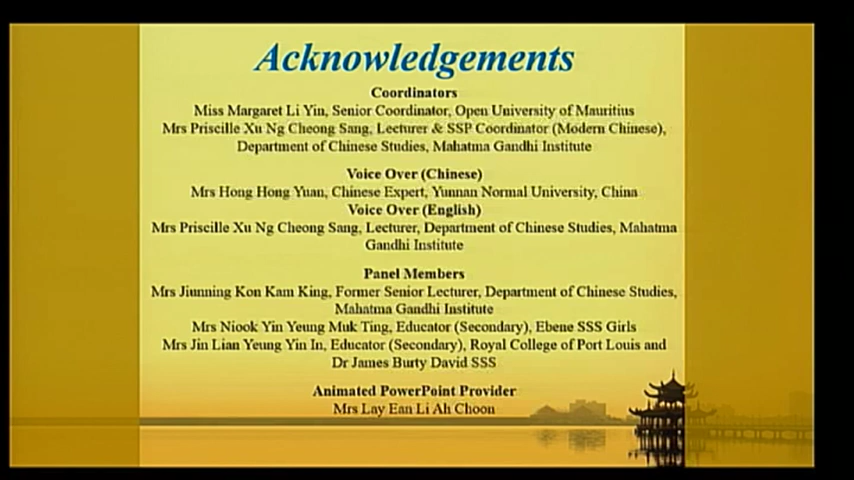 Acknowledgements
Coordinators
Miss Margaret Li Yin, Senior Coordinator, Open University of Mauritius
Mrs Priscille Xu Ng Cheong Sang, Lecturer & SSP Coordinator (Modern Chinese),
Department of Chinese Studies, Mahatma Gandhi Institute
Voice Over (Chinese)
Mrs Hong Hong Yuan, Chinese Expert, Yunnan Normal University, China
Voice Over (English)
Mrs Priscille Xu Ng Cheong Sang, Lecturer, Department of Chinese Studies, Mahatma
Gandhi Institute
Panel Members
Mrs Jiunning Kon Kam King, Former Senior Lecturer, Department of Chinese Studies,
Mahatma Gandhi Institute
Mrs Niook Yin Yeung Muk Ting, Educator (Secondary), Ebene SSS Girls
Mrs Jin Lian Yeung Yin In, Educator (Secondary), Royal College of Port Louis and
Dr James Burty David SSS
Animated PowerPoint Provider
Mrs Lay Ean Li Ah Choon